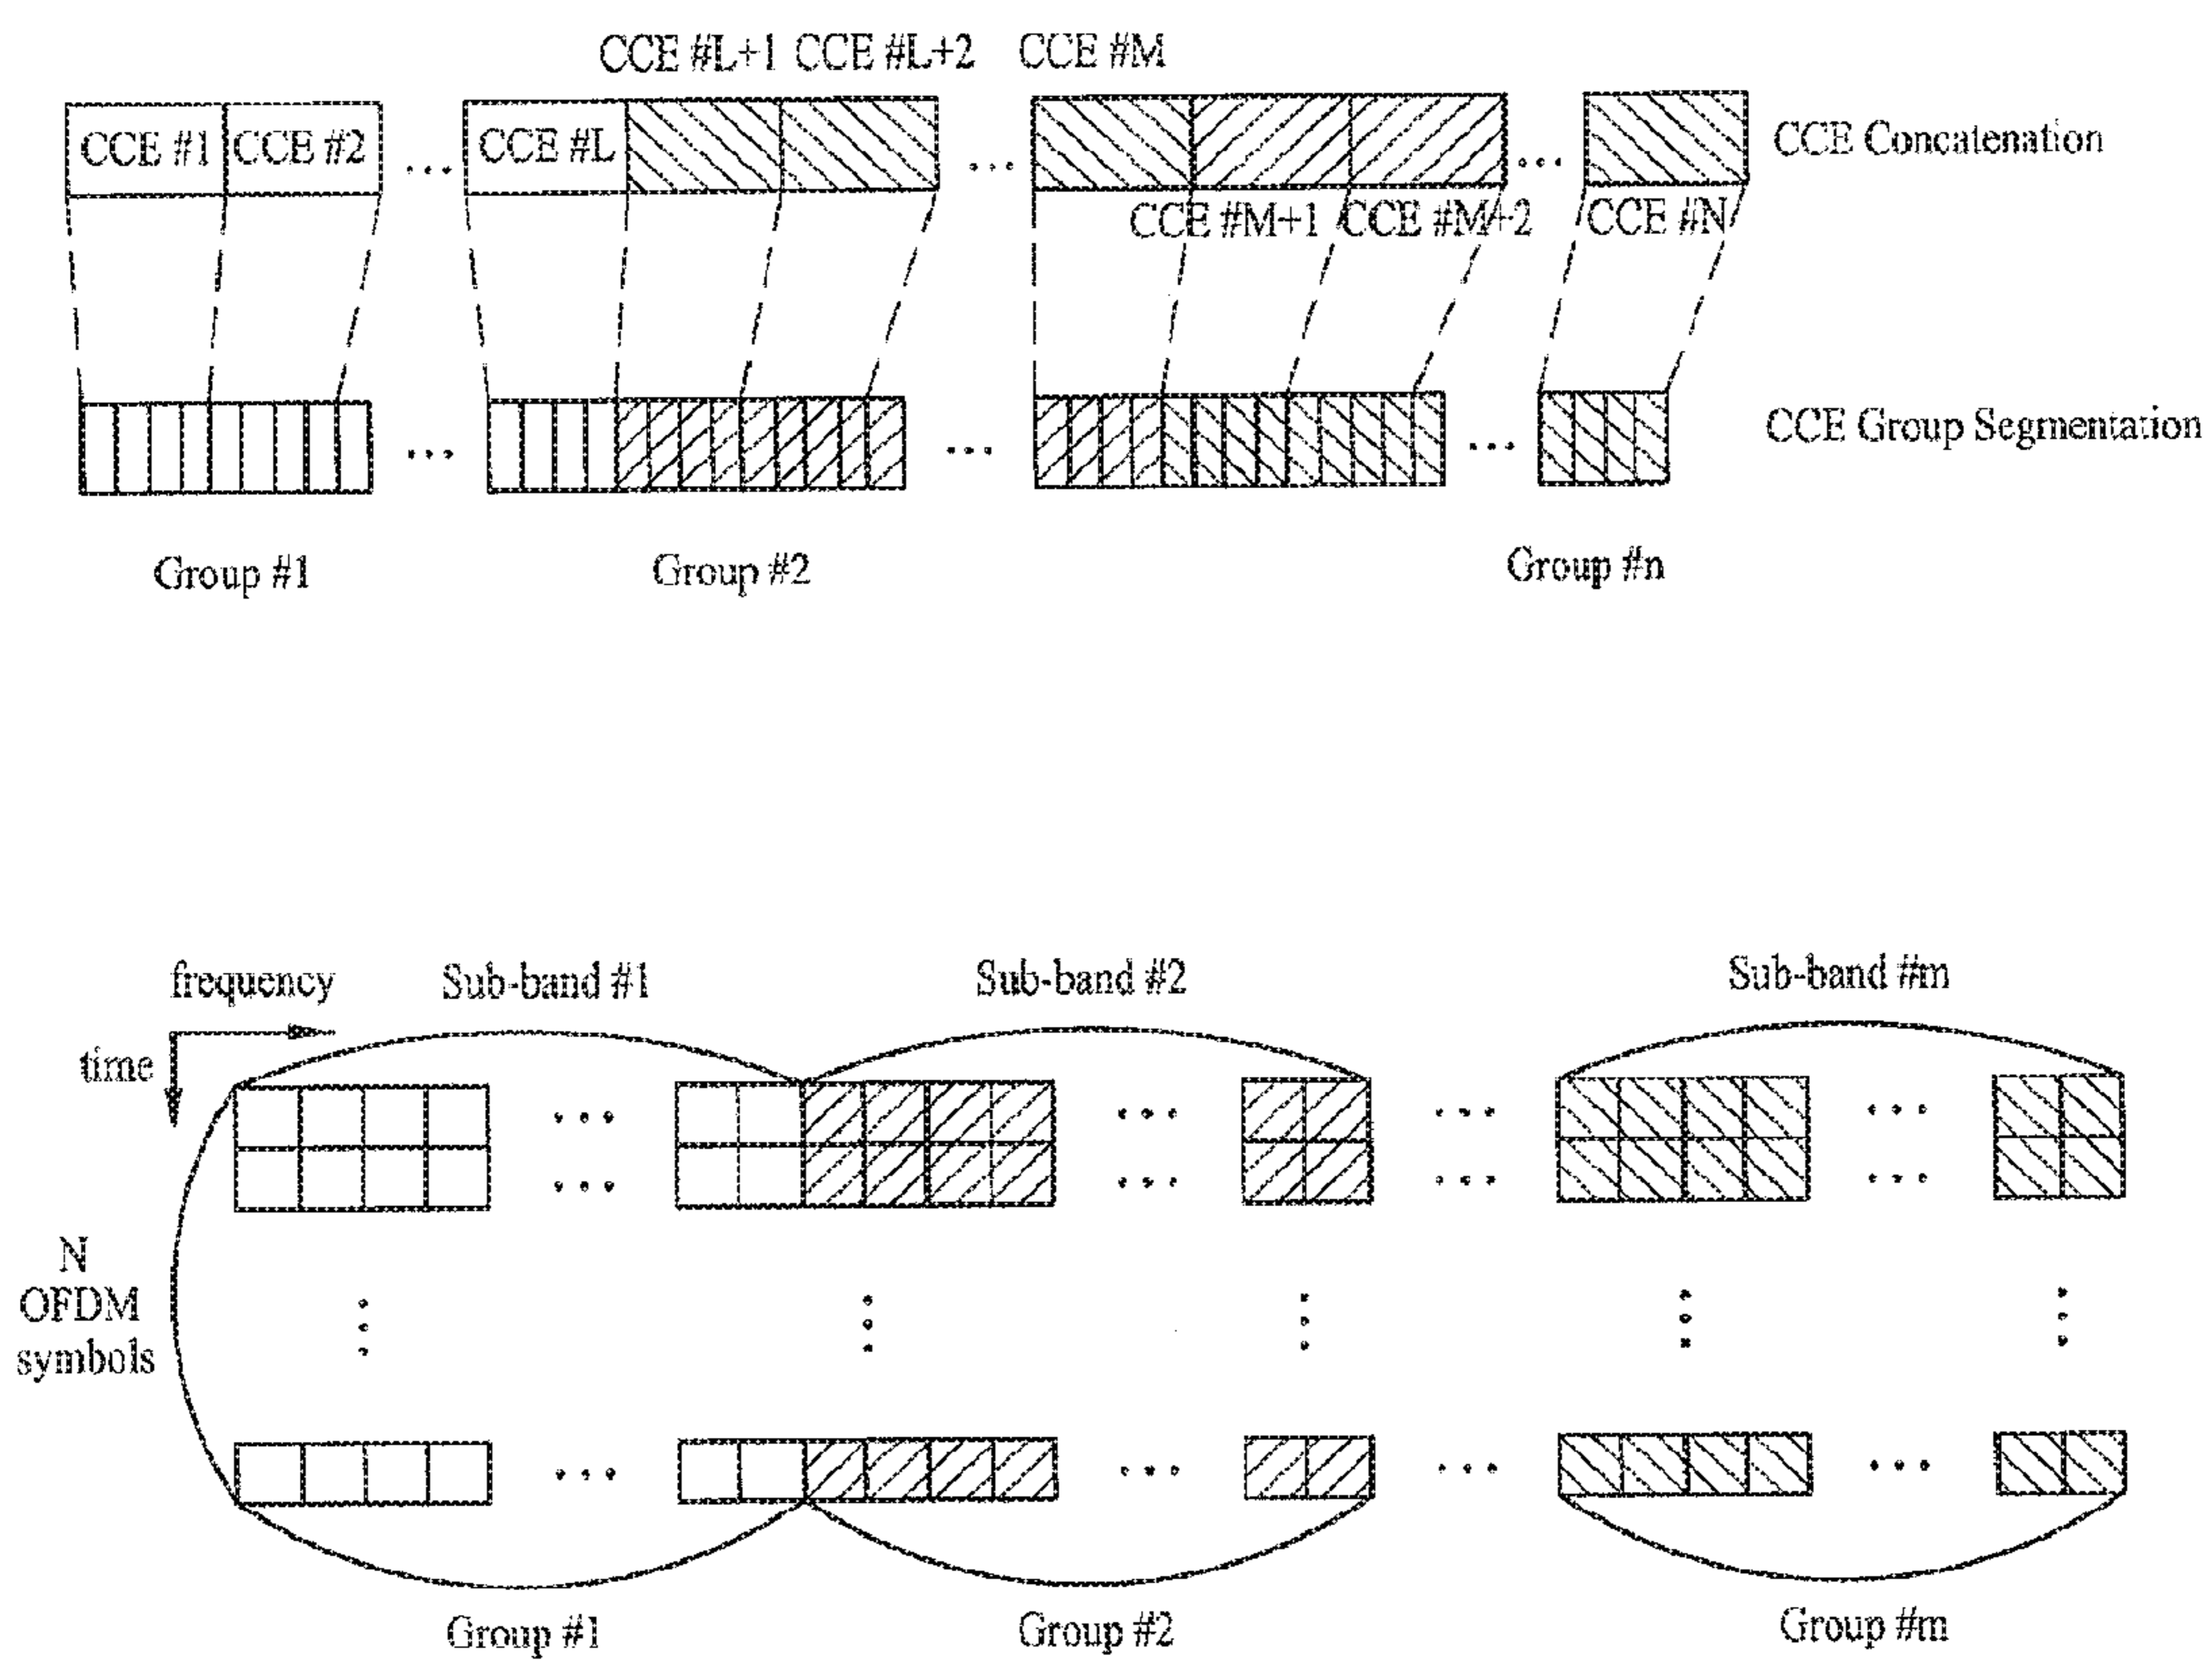 CCE #L+1 CCE #L+2 CCE #M
CCE #1 CCE #2 CCE #L CCE Concatenation
CCE #M+1 CCE #M+2 CCE #N
CCE Group Segmentation
Group #1 Group #2 Group #n
frequency Sub-band #1 Sub-band #2 Sub-band #m
time
N
OFDM
symbols
Group #1 Group #2 Group #m